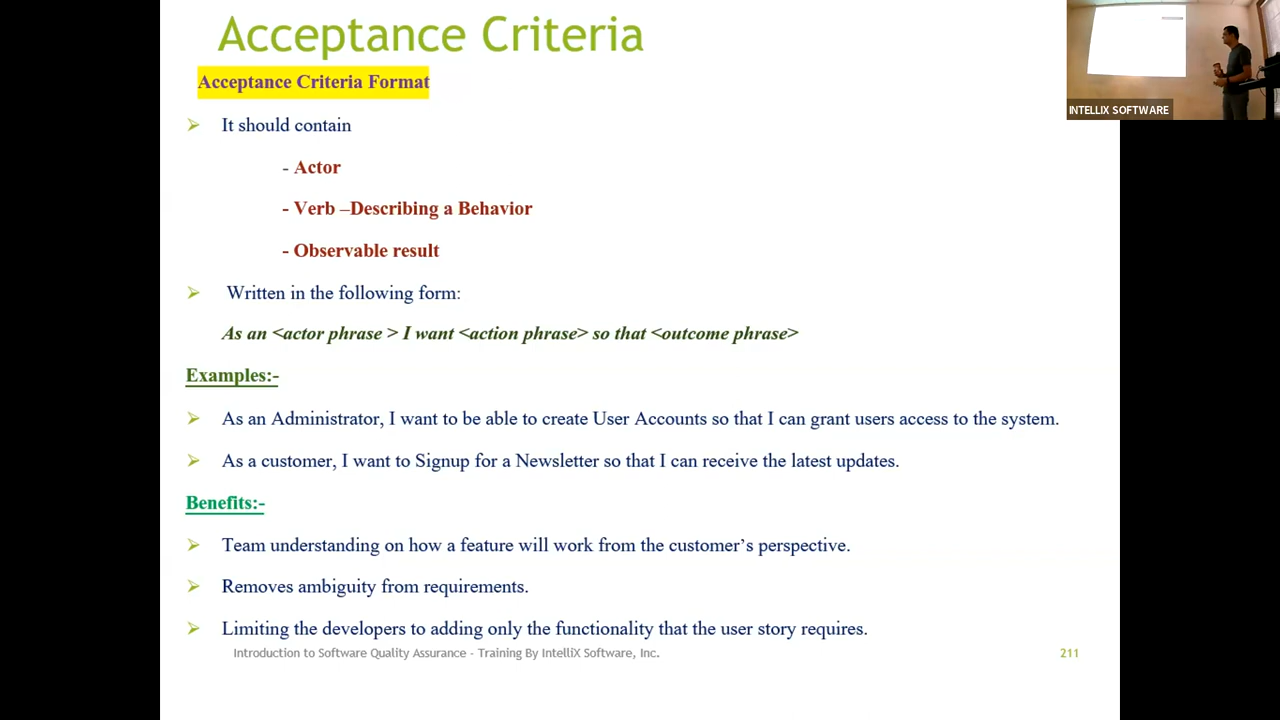 Acceptance Criteria
INTELLIX SOFTWARE
Acceptance Criteria Format
It should contain
- Actor
- Verb –Describing a Behavior
- Observable result
Written in the following form:
As an <actor phrase > I want <action phrase> so that <outcome phrase>
Examples:-
As an Administrator, I want to be able to create User Accounts so that I can grant users access to the system.
As a customer, I want to Signup for a Newsletter so that I can receive the latest updates.
Benefits:-
Team understanding on how a feature will work from the customer’s perspective.
Removes ambiguity from requirements.
Limiting the developers to adding only the functionality that the user story requires.
Introduction to Software Quality Assurance - Training By IntelliX Software, Inc.
211